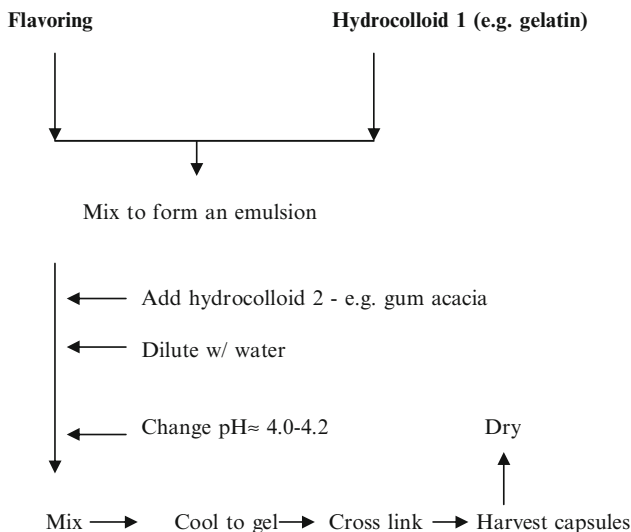 Flavoring Hydrocolloid 1 (e.g. gelatin)
Mix to form an emulsion
Add hydrocolloid 2 - e.g. gum acacia
Dilute w/ water
Change pH≈ 4.0-4.2 Dry
Mix Cool to gel Cross link Harvest capsules